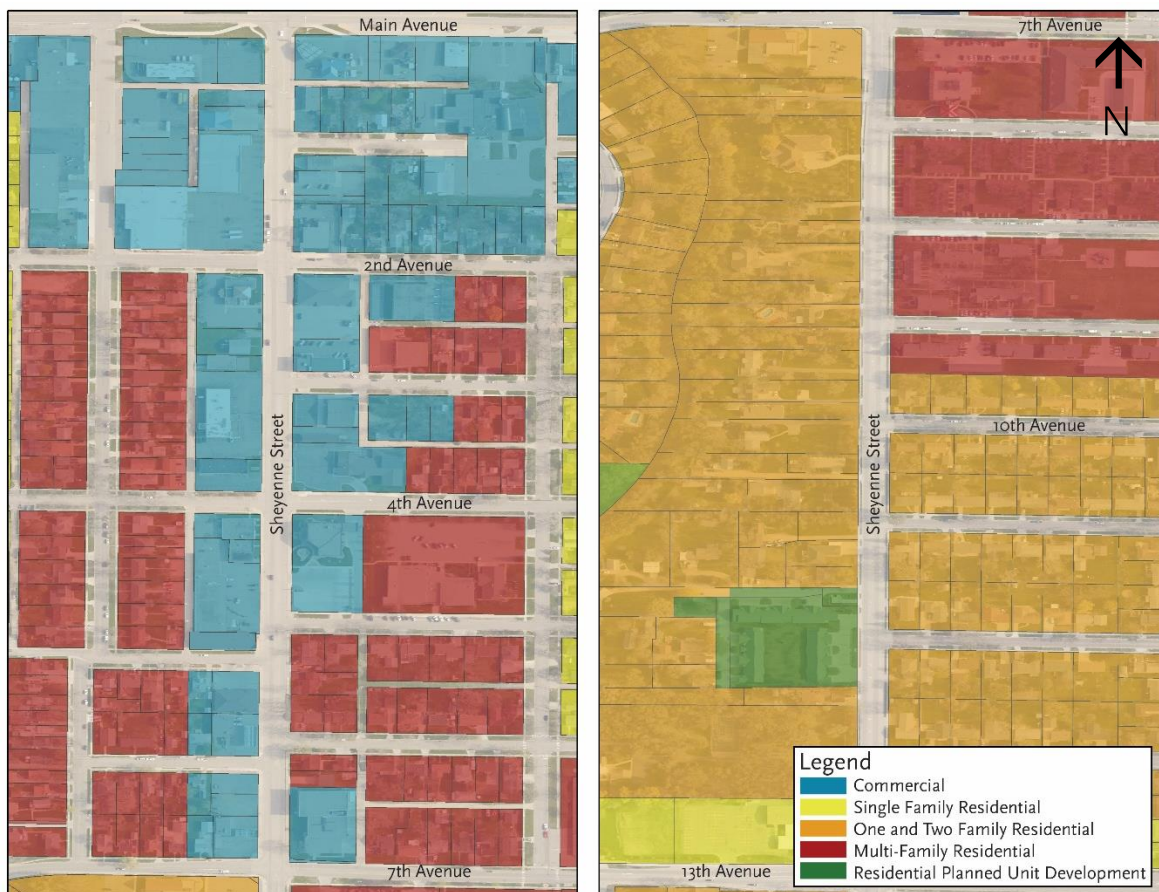 Main Avenue
2nd Avenue
Sheyenne Street
4th Avenue
7th Avenue
7th Avenue
N
10th Avenue
Sheyenne Street
13th Avenue
Legend
Commercial
Single Family Residential
One and Two Family Residential
Multi-Family Residential
Residential Planned Unit Development